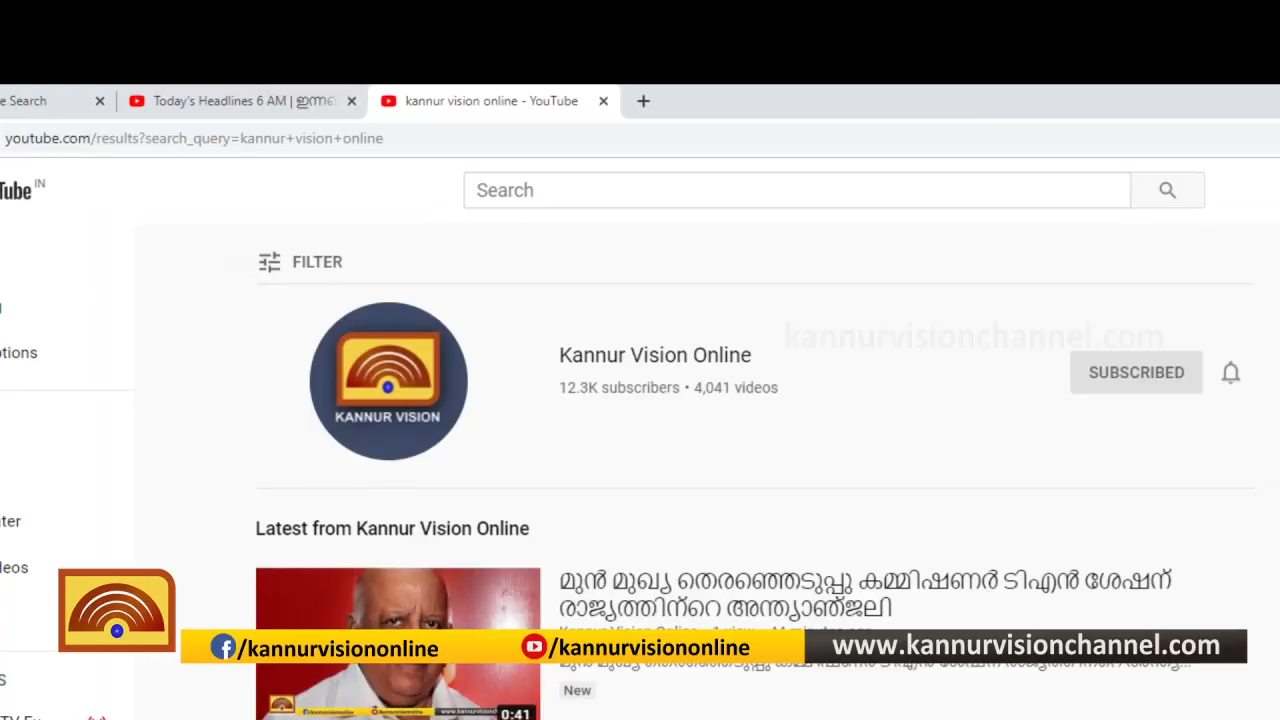 e Search
Today's Headlines 6 AM | ഇന്നത്
kannur vision online - YouTube
youtube.com/results?search_query=kannur+vision+online
Tube IN
Search
FILTER
kannurvisionchannel.com
Kannur Vision Online
12.3K subscribers • 4,041 videos
SUBSCRIBED
KANNUR VISION
ptions
Latest from Kannur Vision Online
ter
eos
മുൻ മുഖ്യ തെരഞ്ഞെടുപ്പു കമ്മിഷണർ ടിഎൻ ശേഷന്
രാജ്യത്തിന്റെ അന്ത്യാഞ്ജലി
/kannurvisiononline
/kannurvisiononline
www.kannurvisionchannel.com
New
S
0:41